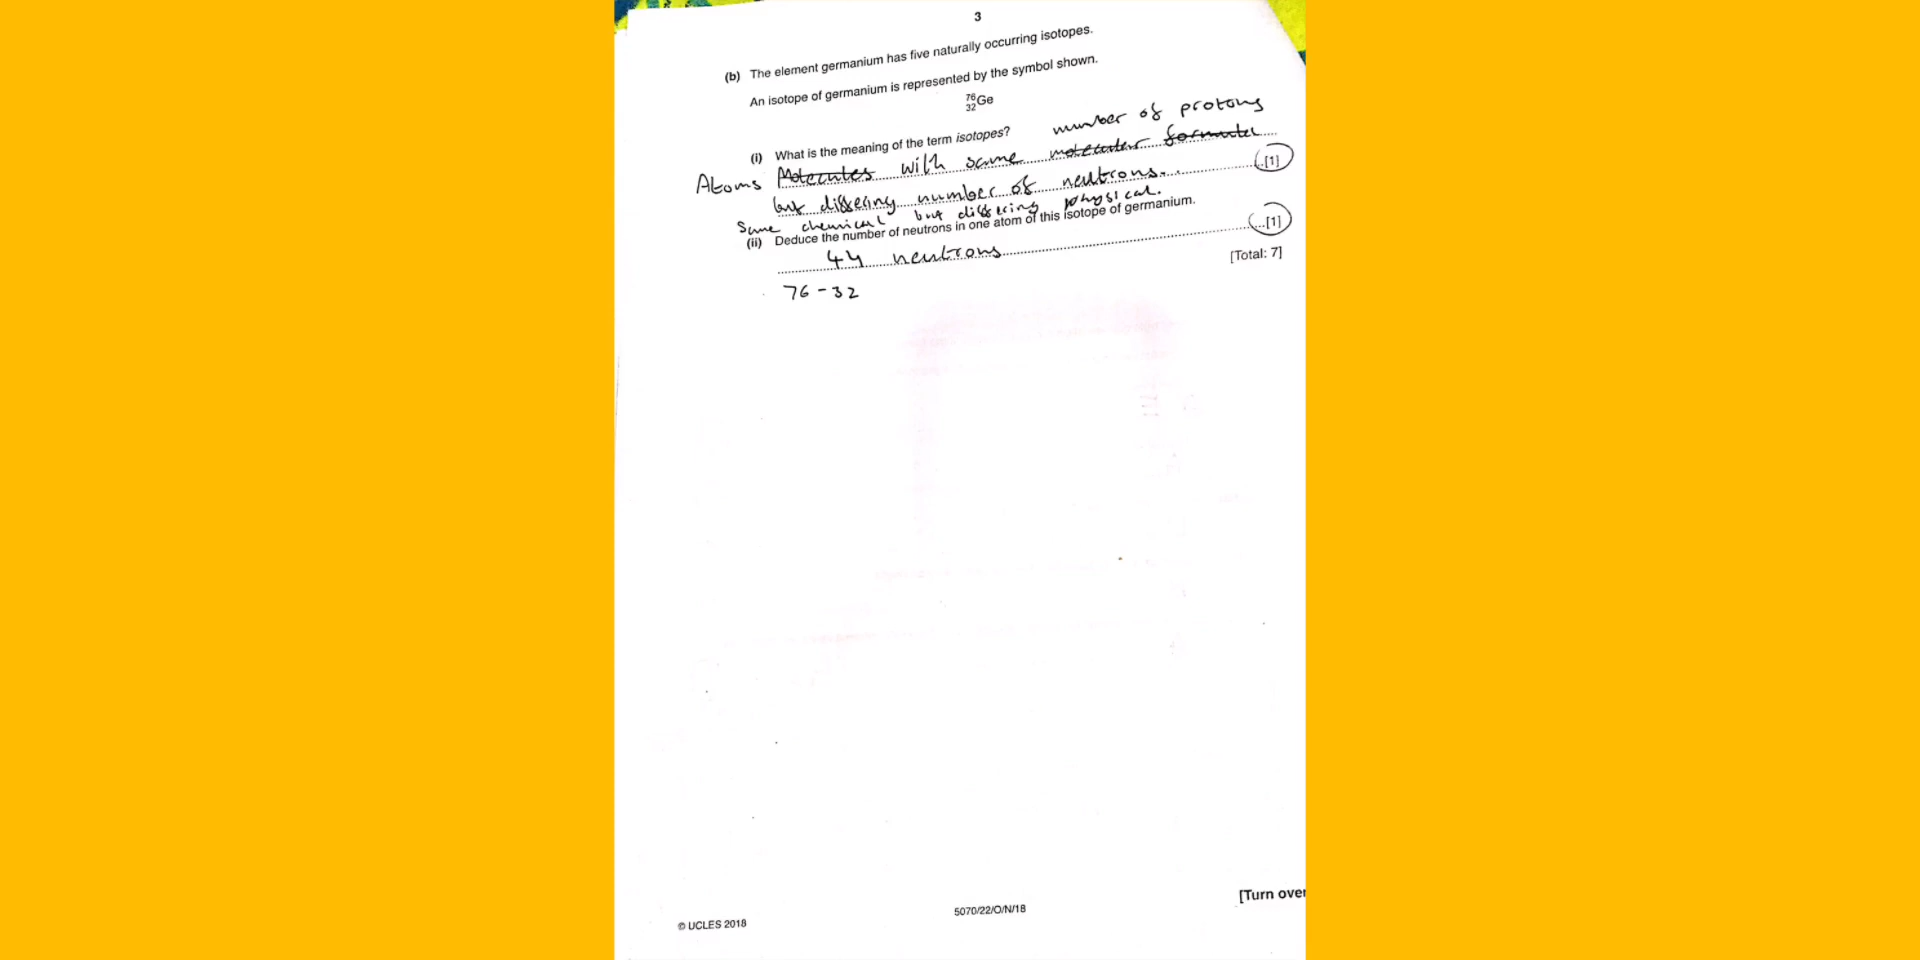 3
(b) The element germanium has five naturally occurring isotopes.
An isotope of germanium is represented by the symbol shown.
76
32Ge
(i) What is the meaning of the term isotopes?
number of protons
Atoms Molecules with same molecular formula
but differing number of neutrons. [1]
Same chemical but differing physical.
(ii) Deduce the number of neutrons in one atom of this isotope of germanium.
44 neutrons [1]
[Total: 7]
76 - 32
[Turn over
© UCLES 2018
5070/22/O/N/18